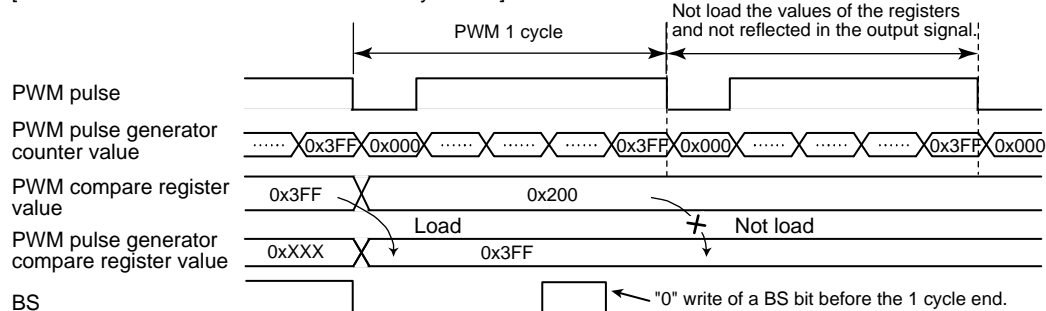 Not load the values of the registers
and not reflected in the output signal.
PWM 1 cycle
PWM pulse
PWM pulse generator
counter value
...... 0x3FF 0x000 ...... ...... ...... 0x3FF 0x000 ...... ...... ...... 0x3FF 0x000
PWM compare register
value
0x3FF 0x200
Load Not load
PWM pulse generator
compare register value
0xXXX 0x3FF
BS
"0" write of a BS bit before the 1 cycle end.